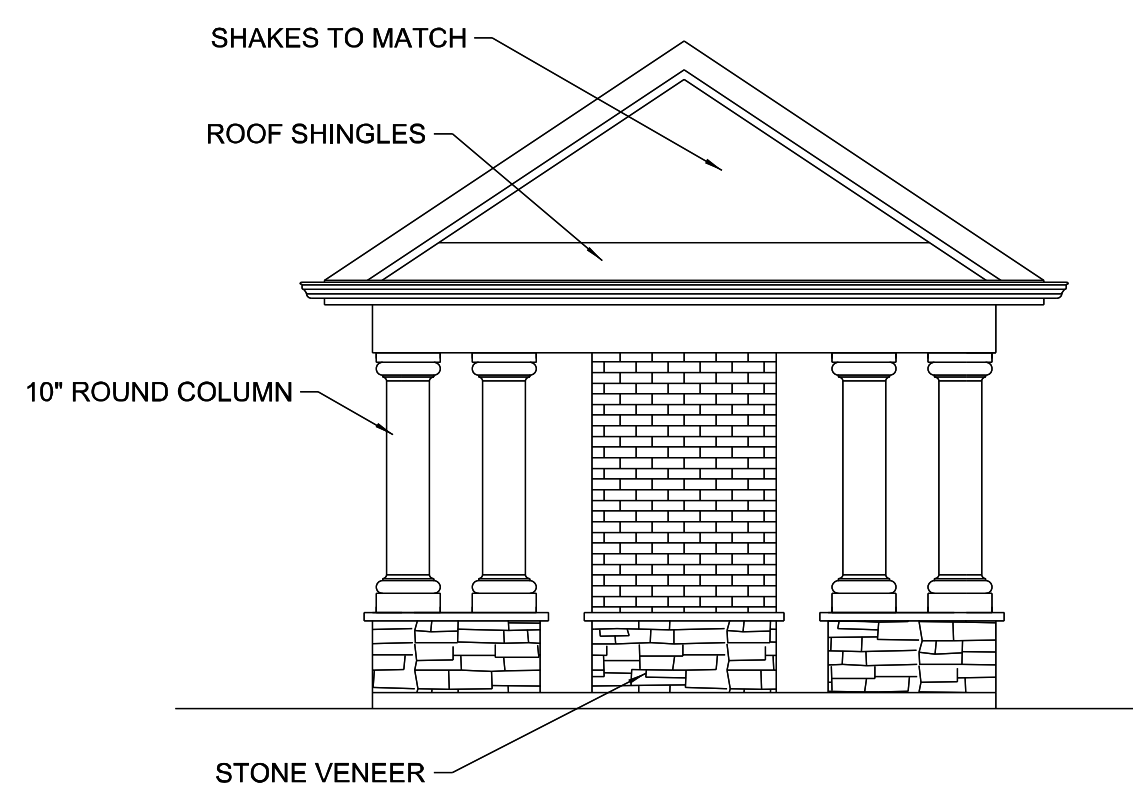 SHAKES TO MATCH
ROOF SHINGLES
10" ROUND COLUMN
STONE VENEER